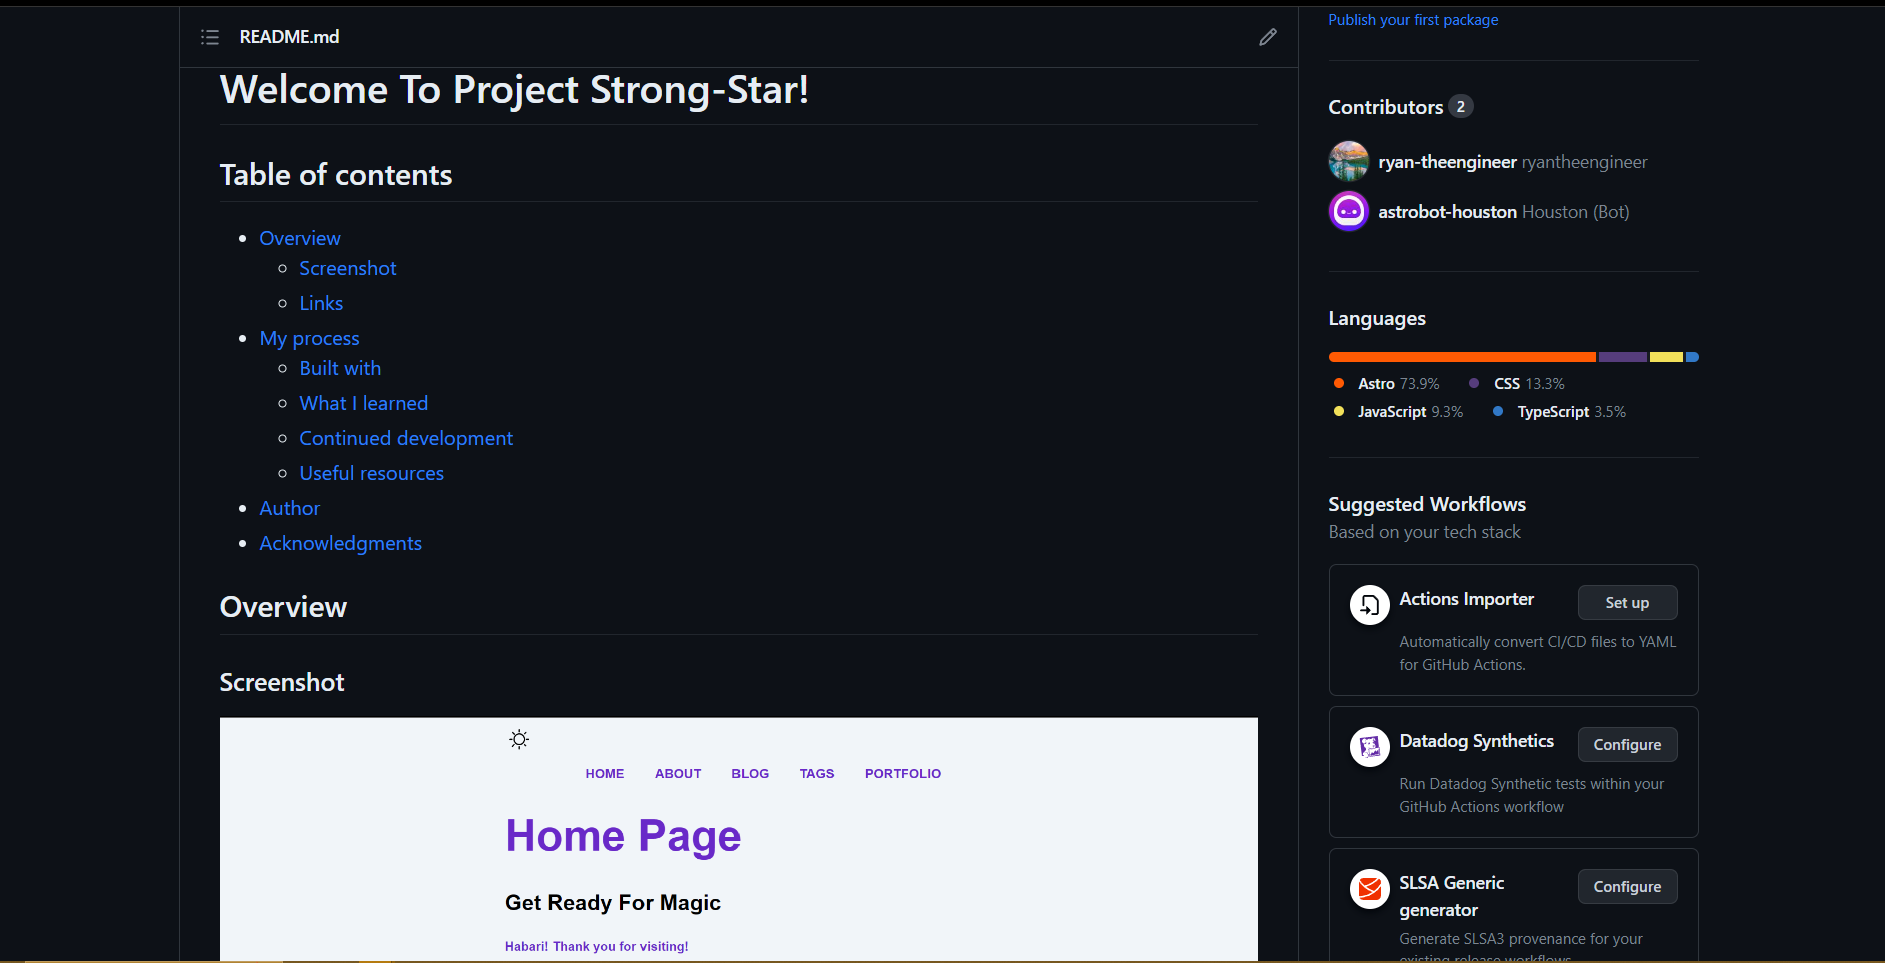 README.md
Welcome To Project Strong-Star!
Table of contents
Overview
Screenshot
Links
My process
Built with
What I learned
Continued development
Useful resources
Author
Acknowledgments
Overview
Screenshot
HOME ABOUT BLOG TAGS PORTFOLIO
Home Page
Get Ready For Magic
Habari! Thank you for visiting!
Publish your first package
Contributors 2
ryan-theengineer ryantheengineer
astrobot-houston Houston (Bot)
Languages
Astro 73.9% CSS 13.3%
JavaScript 9.3% TypeScript 3.5%
Suggested Workflows
Based on your tech stack
Actions Importer Set up
Automatically convert CI/CD files to YAML
for GitHub Actions.
Datadog Synthetics Configure
Run Datadog Synthetic tests within your
GitHub Actions workflow
SLSA Generic Configure
generator
Generate SLSA3 provenance for your
existing release workflows